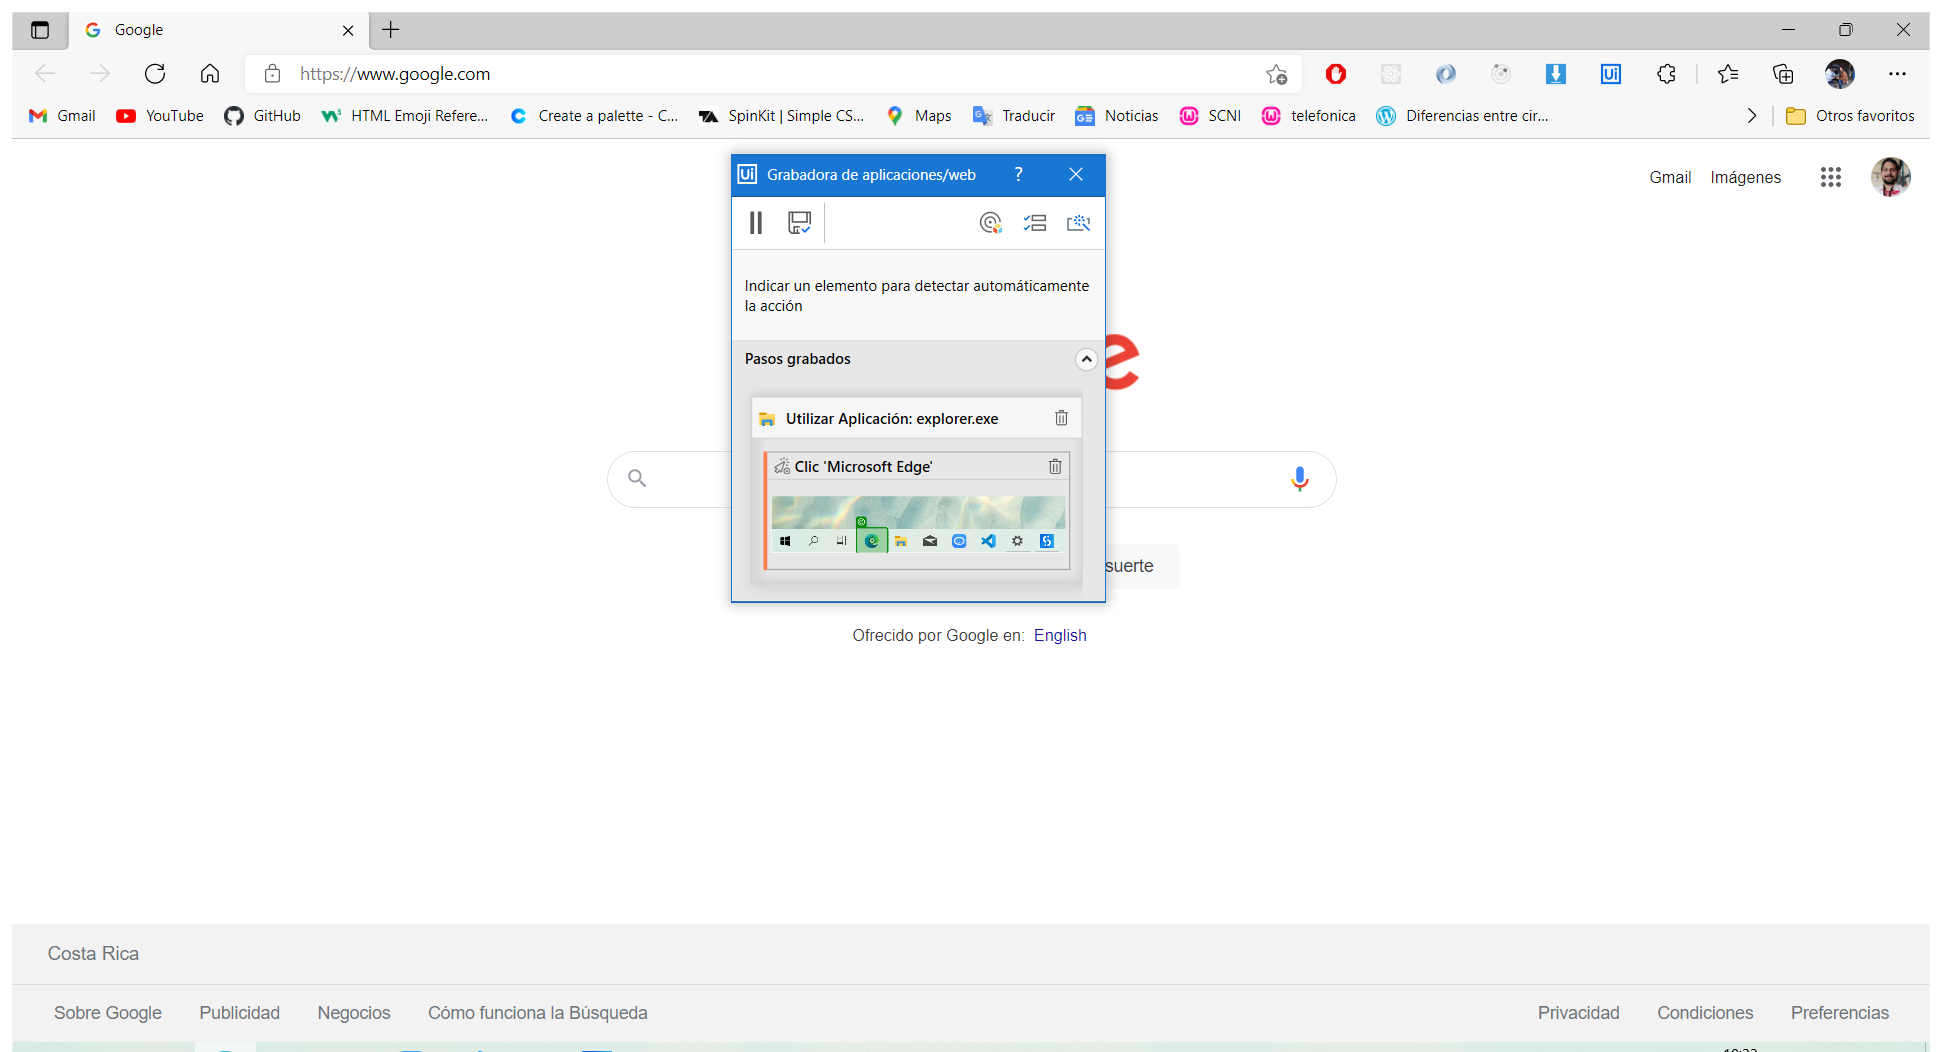 Google
https://www.google.com
Gmail YouTube GitHub HTML Emoji Refere... Create a palette - C... SpinKit | Simple CS... Maps Traducir Noticias SCNI telefonica Diferencias entre cir... Otros favoritos
Ui Grabadora de aplicaciones/web ?
Gmail Imágenes
Indicar un elemento para detectar automáticamente
la acción
Pasos grabados
e
Utilizar Aplicación: explorer.exe
Clic 'Microsoft Edge'
suerte
Ofrecido por Google en: English
Costa Rica
Sobre Google Publicidad Negocios Cómo funciona la Búsqueda Privacidad Condiciones Preferencias